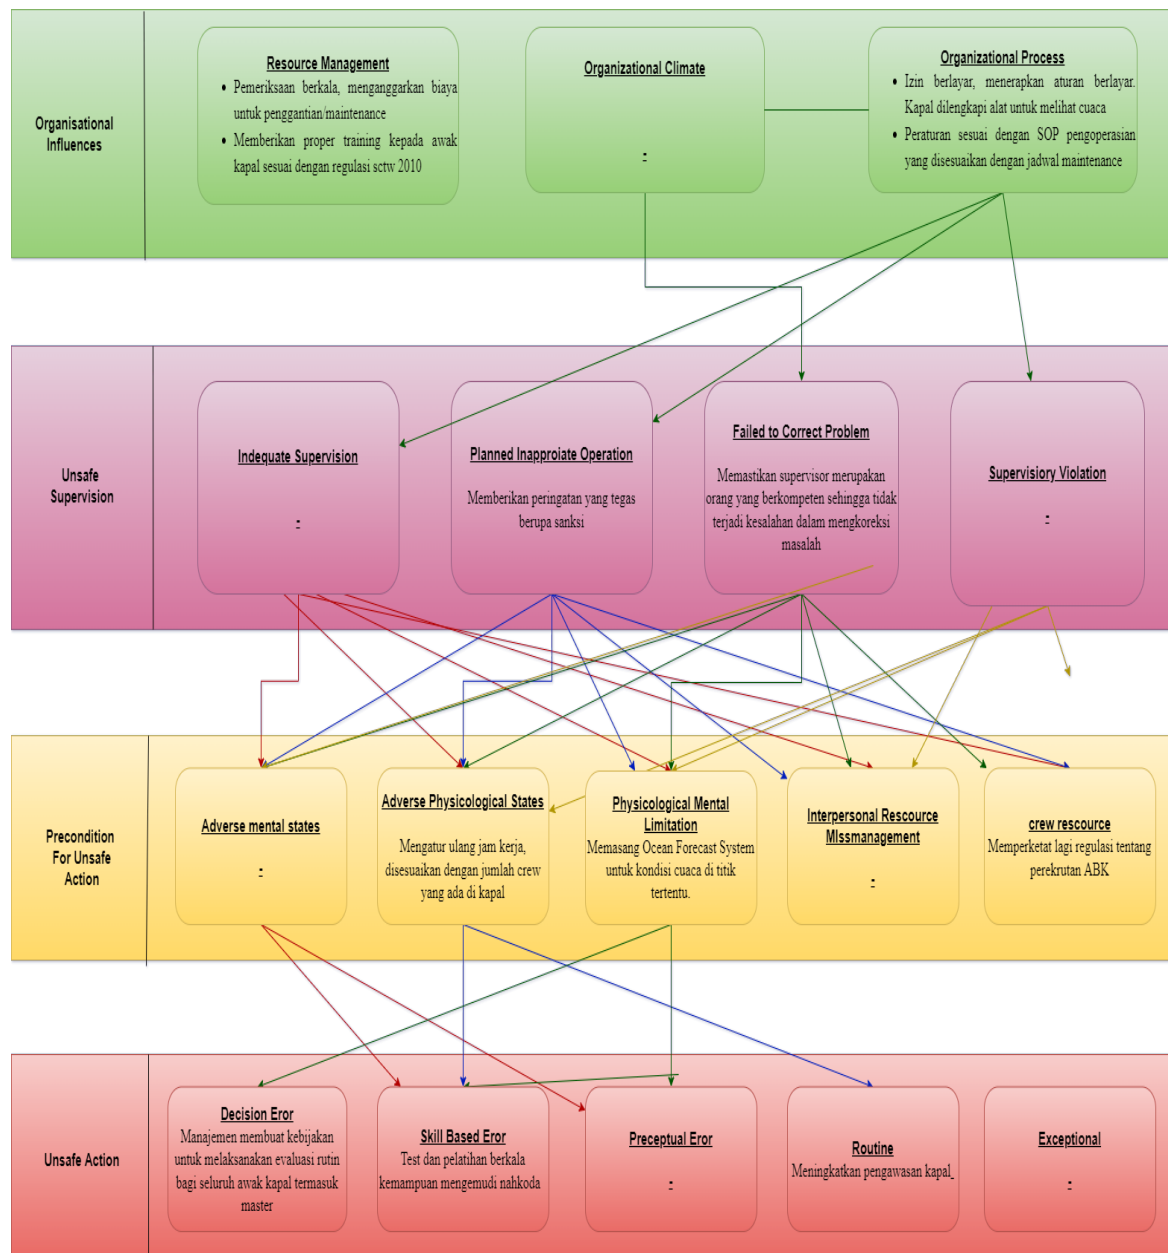 Organisational
Influences
Resource Management
• Pemeriksaan berkala, menganggarkan biaya
untuk penggantian/maintenance
• Memberikan proper training kepada awak
kapal sesuai dengan regulasi sctw 2010
Organizational Climate
-
Organizational Process
• Izin berlayar, menerapkan aturan berlayar.
Kapal dilengkapi alat untuk melihat cuaca
• Peraturan sesuai dengan SOP pengoperasian
yang disesuaikan dengan jadwal maintenance
Unsafe
Supervision
Indequate Supervision
-
Planned Inapproiate Operation
Memberikan peringatan yang tegas
berupa sanksi
Failed to Correct Problem
Memastikan supervisor merupakan
orang yang berkompeten sehingga tidak
terjadi kesalahan dalam mengkoreksi
masalah
Supervisiory Violation
-
Precondition
For Unsafe
Action
Adverse mental states
-
Adverse Physicological States
Mengatur ulang jam kerja,
disesuaikan dengan jumlah crew
yang ada di kapal
Physicological Mental
Limitation
Memasang Ocean Forecast System
untuk kondisi cuaca di titik
tertentu.
Interpersonal Rescource
MIssmanagement
-
crew rescource
Memperketat lagi regulasi tentang
perekrutan ABK
Unsafe Action
Decision Eror
Manajemen membuat kebijakan
untuk melaksanakan evaluasi rutin
bagi seluruh awak kapal termasuk
master
Skill Based Eror
Test dan pelatihan berkala
kemampuan mengemudi nahkoda
Preceptual Eror
-
Routine
Meningkatkan pengawasan kapal
Exceptional
-